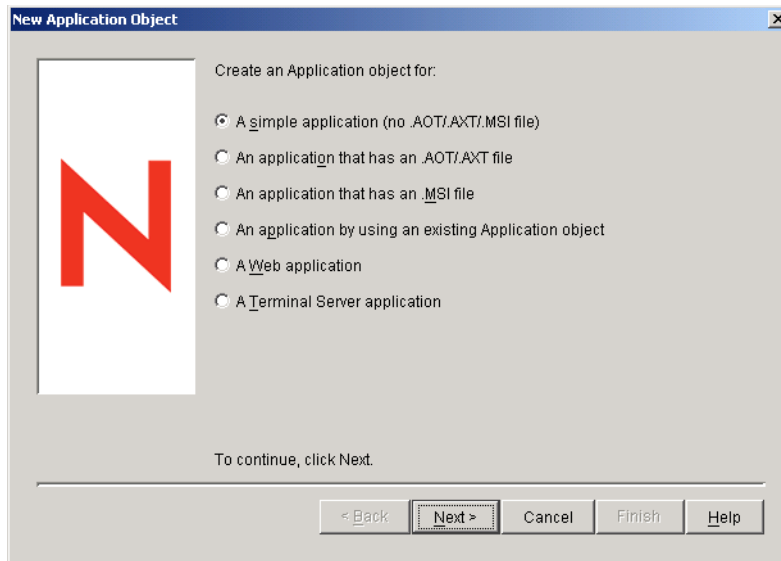 New Application Object
Create an Application object for:
A simple application (no .AOT/.AXT/.MSI file)
An application that has an .AOT/.AXT file
An application that has an .MSI file
An application by using an existing Application object
A Web application
A Terminal Server application
To continue, click Next.
< Back Next > Cancel Finish Help